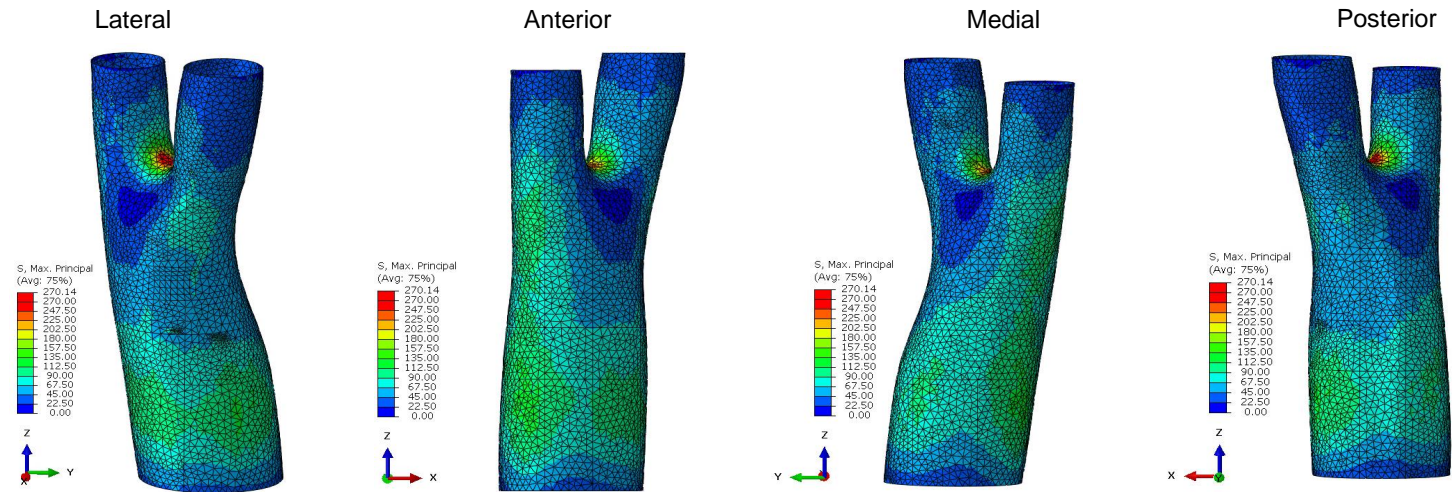 Lateral
Anterior
Medial
Posterior
S, Max. Principal
(Avg: 75%)
270.14
270.00
247.50
225.00
202.50
180.00
157.50
135.00
112.50
90.00
67.50
45.00
22.50
0.00
Z
Y
X
S, Max. Principal
(Avg: 75%)
270.14
270.00
247.50
225.00
202.50
180.00
157.50
135.00
112.50
90.00
67.50
45.00
22.50
0.00
Z
X
S, Max. Principal
(Avg: 75%)
270.14
270.00
247.50
225.00
202.50
180.00
157.50
135.00
112.50
90.00
67.50
45.00
22.50
0.00
Z
Y
S, Max. Principal
(Avg: 75%)
270.14
270.00
247.50
225.00
202.50
180.00
157.50
135.00
112.50
90.00
67.50
45.00
22.50
0.00
Z
X
Y